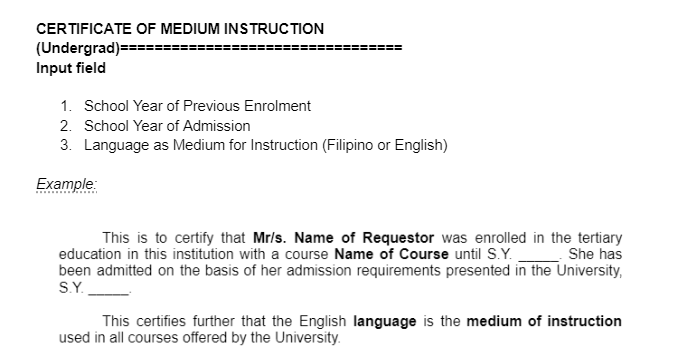 CERTIFICATE OF MEDIUM INSTRUCTION
(Undergrad)=================================
Input field
1. School Year of Previous Enrolment
2. School Year of Admission
3. Language as Medium for Instruction (Filipino or English)
Example:
This is to certify that Mr/s. Name of Requestor was enrolled in the tertiary
education in this institution with a course Name of Course until S.Y. _____. She has
been admitted on the basis of her admission requirements presented in the University,
S.Y. _____.
This certifies further that the English language is the medium of instruction
used in all courses offered by the University.